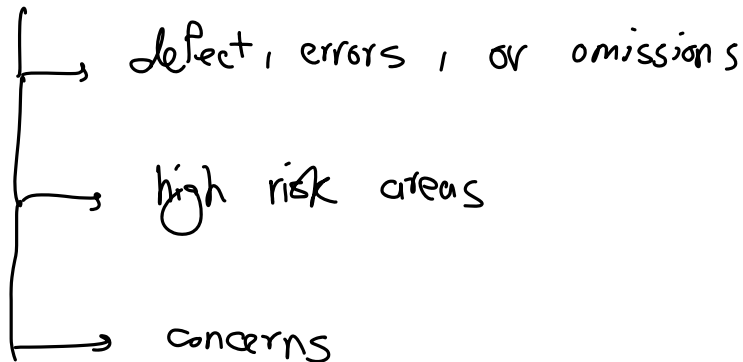 defect, errors, or omissions
high risk areas
concerns